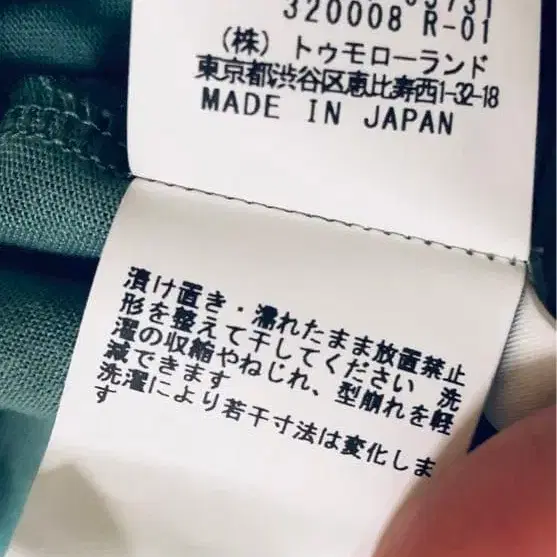 320008 R-01
(株) トゥモローランド
東京都渋谷区恵比寿西1-32-18
MADE IN JAPAN
漬け置き・濡れたまま放置禁止
形を整えて干してください 洗
濯の収縮やねじれ、型崩れを軽
減できます
洗濯により若干寸法は変化しま
す